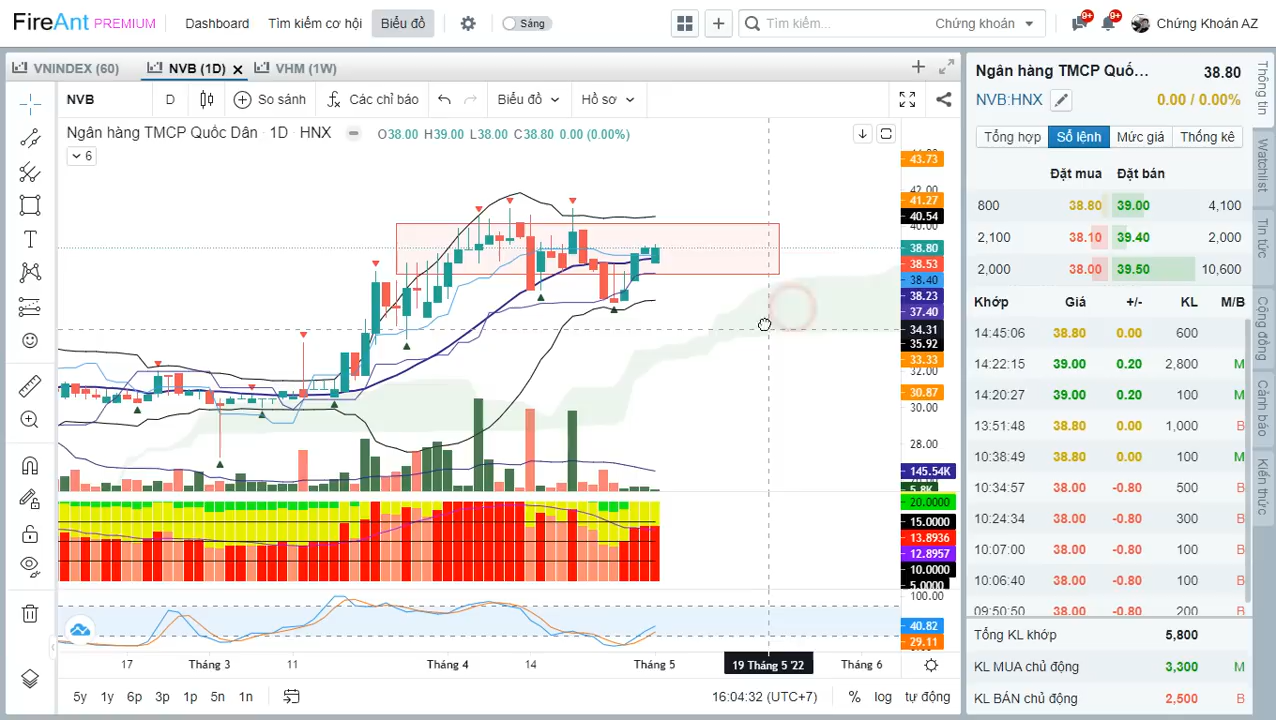 FireAnt PREMIUM
Dashboard
Tìm kiếm cơ hội
Biểu đồ
Sáng
Tìm kiếm.
Chứng khoán
9+
9+
Chứng Khoán AZ
VNINDEX (60)
NVB (1D)
VHM (1W)
NVB
D
So sánh
Các chỉ báo
Biểu đồ
Hồ sơ
Ngân hàng TMCP Quốc Dân · 1D · HNX
O38.00 H39.00 L38.00 C38.80 0.00 (0.00%)
6
43.73
42.00
41.27
40.54
40.00
38.80
38.53
38.40
38.23
37.40
34.31
35.92
33.33
32.00
30.87
30.00
28.00
145.54K
5.8K
20.0000
15.0000
13.8936
12.8957
10.0000
5.0000
100.00
40.82
29.11
17
Tháng 3
11
Tháng 4
14
Tháng 5
19 Tháng 5 '22
Tháng 6
5y
1y
6p
3p
1p
5n
1n
16:04:32 (UTC+7)
%
log
tự động
Ngân hàng TMCP Quố...
38.80
NVB:HNX
0.00 / 0.00%
Tổng hợp
Sổ lệnh
Mức giá
Thống kê
Đặt mua
Đặt bán
800 38.80 39.00 4,100
2,100 38.10 39.40 2,000
2,000 38.00 39.50 10,600
Khớp Giá +/- KL M/B
14:45:06 38.80 0.00 600
14:22:15 39.00 0.20 2,800 M
14:20:27 39.00 0.20 100 M
13:51:48 38.80 0.00 1,000 B
10:38:49 38.80 0.00 100 M
10:34:57 38.00 -0.80 500 B
10:24:34 38.00 -0.80 300 B
10:07:00 38.00 -0.80 100 B
10:06:40 38.00 -0.80 100 B
09:50:50 38.00 -0.80 200 B
Tổng KL khớp 5,800
KL MUA chủ động 3,300 M
KL BÁN chủ động 2,500 B
Thông tin
Watchlist
Tin tức
Cộng đồng
Cảnh báo
Kiến thức